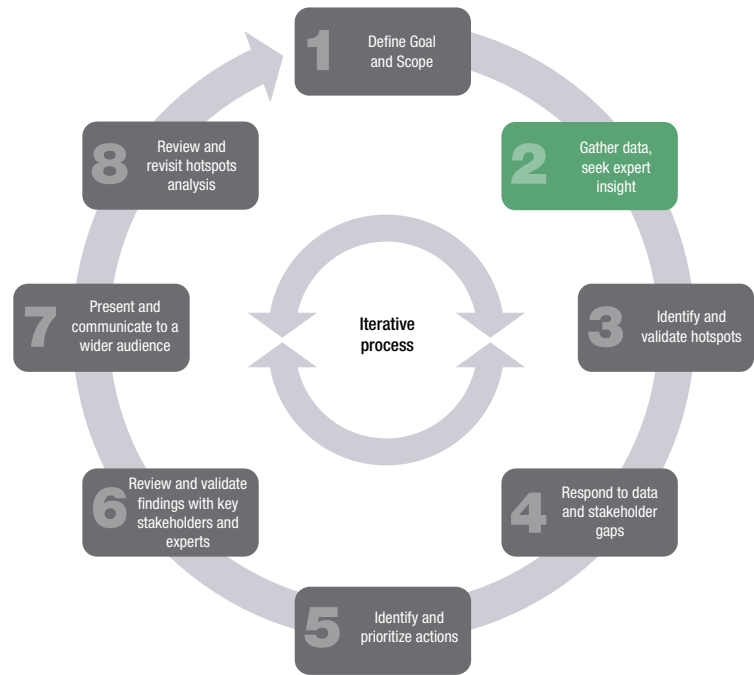 1
Define Goal
and Scope
2
Gather data,
seek expert
insight
3
Identify and
validate hotspots
4
Respond to data
and stakeholder
gaps
5
Identify and
prioritize actions
6
Review and validate
findings with key
stakeholders and
experts
7
Present and
communicate to a
wider audience
8
Review and
revisit hotspots
analysis
Iterative
process